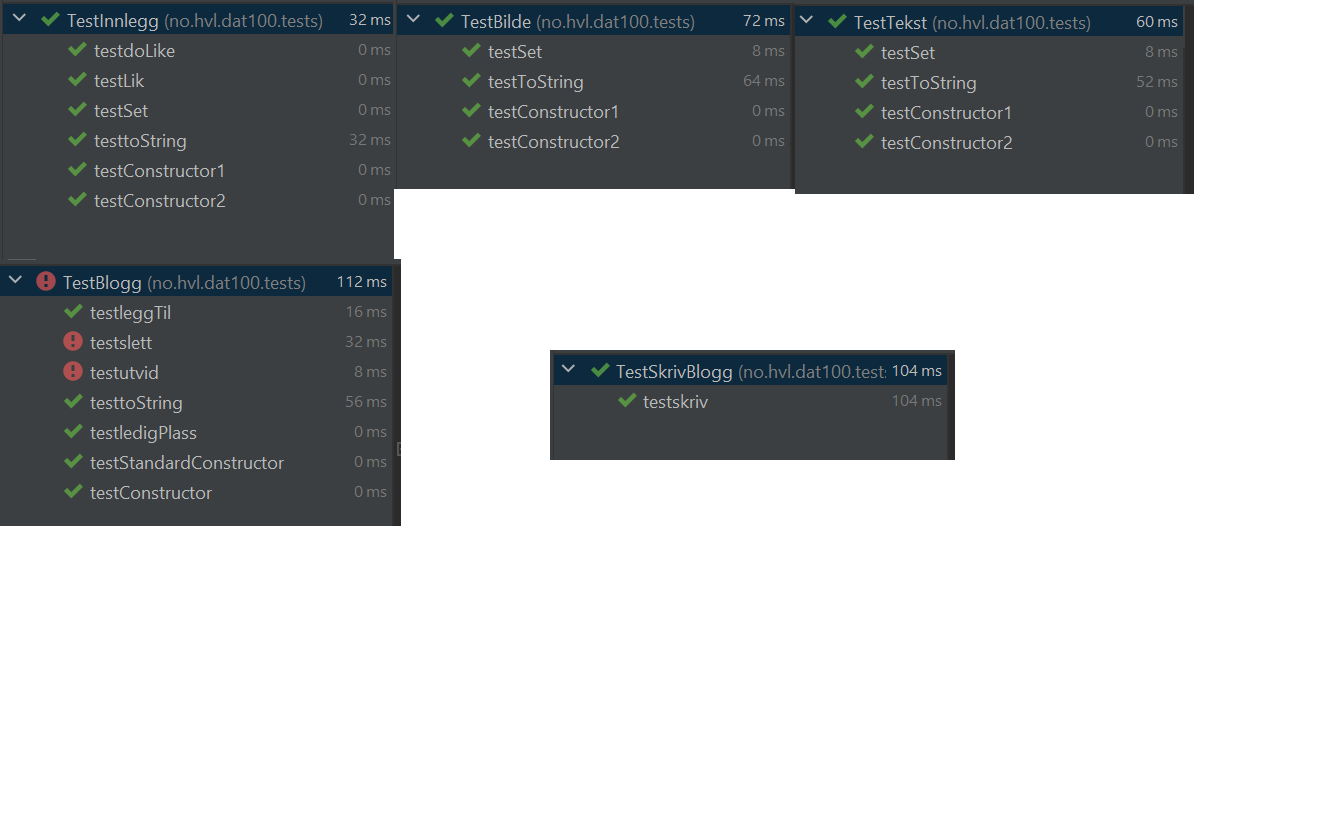 TestInnlegg (no.hvl.dat100.tests) 32 ms
testdoLike 0 ms
testLik 0 ms
testSet 0 ms
testtoString 32 ms
testConstructor1 0 ms
testConstructor2 0 ms
TestBilde (no.hvl.dat100.tests) 72 ms
testSet 8 ms
testToString 64 ms
testConstructor1 0 ms
testConstructor2 0 ms
TestTekst (no.hvl.dat100.tests) 60 ms
testSet 8 ms
testToString 52 ms
testConstructor1 0 ms
testConstructor2 0 ms
TestBlogg (no.hvl.dat100.tests) 112 ms
testleggTil 16 ms
testslett 32 ms
testutvid 8 ms
testtoString 56 ms
testledigPlass 0 ms
testStandardConstructor 0 ms
testConstructor 0 ms
TestSkrivBlogg (no.hvl.dat100.test: 104 ms
testskriv 104 ms